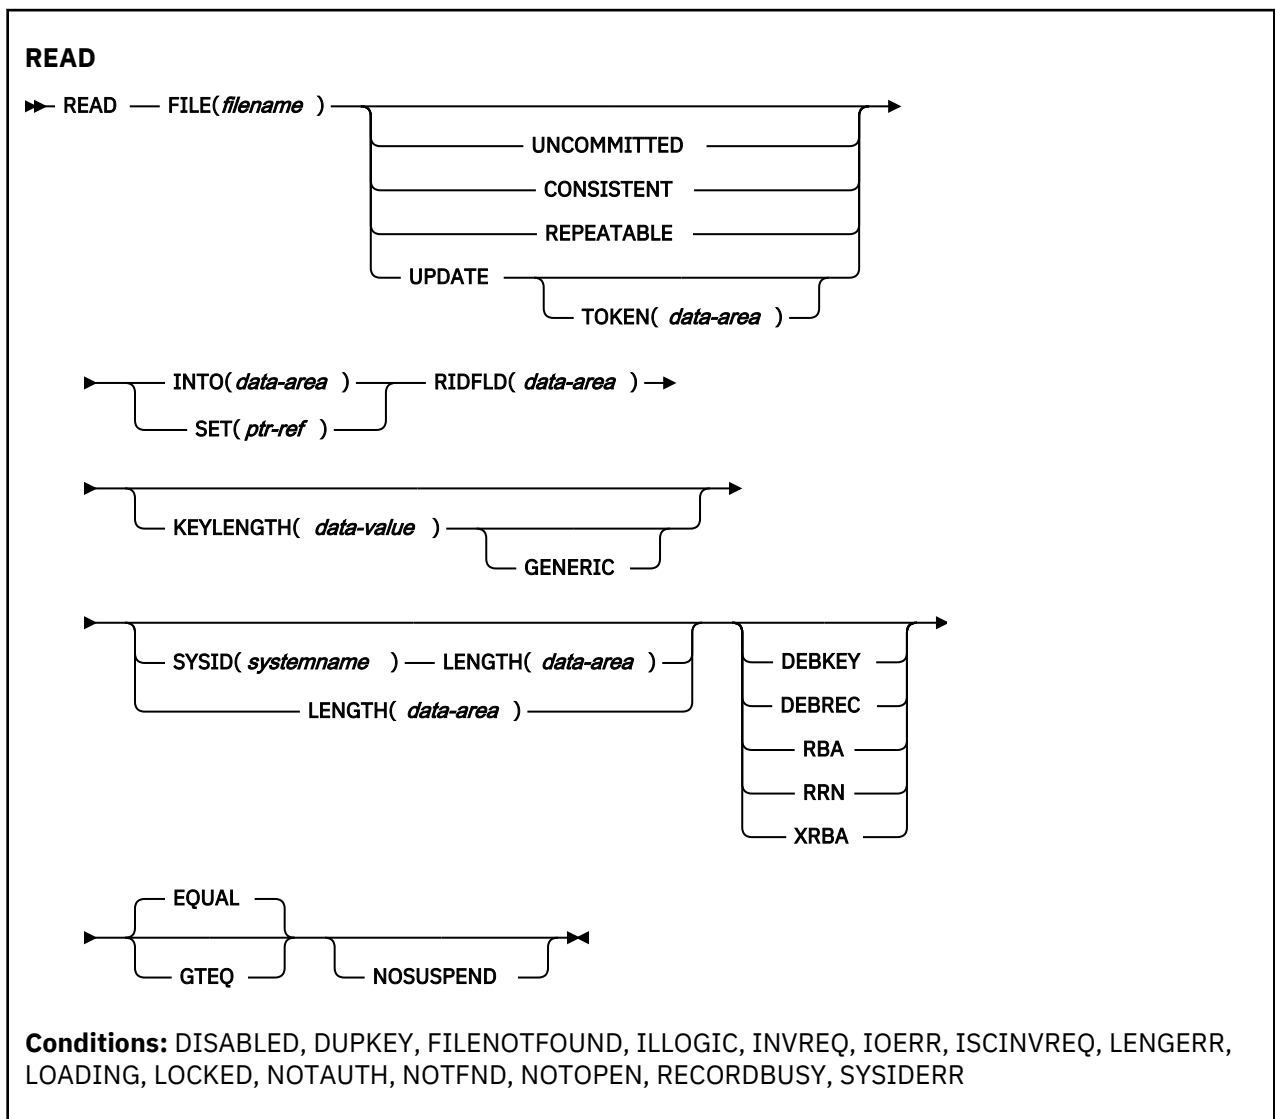 READ
READ FILE(filename )
UNCOMMITTED
CONSISTENT
REPEATABLE
UPDATE
TOKEN( data-area )
INTO(data-area ) RIDFLD( data-area )
SET( ptr-ref )
KEYLENGTH( data-value )
GENERIC
SYSID( systemname ) LENGTH( data-area )
LENGTH( data-area )
DEBKEY
DEBREC
RBA
RRN
XRBA
EQUAL
GTEQ
NOSUSPEND
Conditions: DISABLED, DUPKEY, FILENOTFOUND, ILLOGIC, INVREQ, IOERR, ISCINVREQ, LENGERR,
LOADING, LOCKED, NOTAUTH, NOTFND, NOTOPEN, RECORDBUSY, SYSIDERR